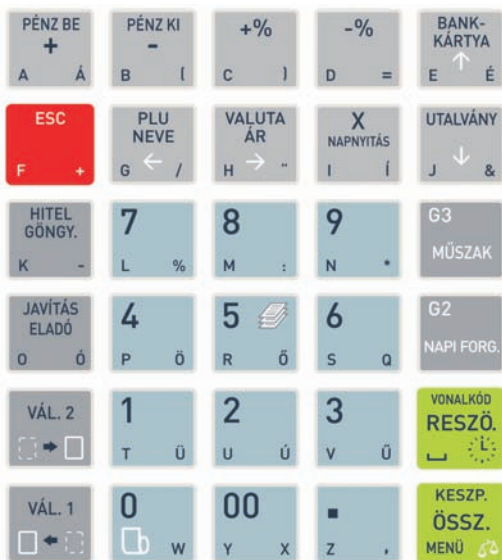 PÉNZ BE
+
A Á
PÉNZ KI
-
B (
+%
C )
-%
D =
BANK-
KÁRTYA
E É
ESC
F +
PLU
NEVE
G /
VALUTA
ÁR
H "
X
NAPNYITÁS
I Í
UTALVÁNY
J &
HITEL
GÖNGY.
K -
7
L %
8
M :
9
N *
G3
MŰSZAK
JAVÍTÁS
ELADÓ
O Ó
4
P Ö
5
R Ő
6
S Q
G2
NAPI FORG.
VÁL. 2
1
T Ü
2
U Ú
3
V Ű
VONALKÓD
RESZÖ.
VÁL. 1
0
W
00
Y X
.
Z ,
KESZP.
ÖSSZ.
MENÜ